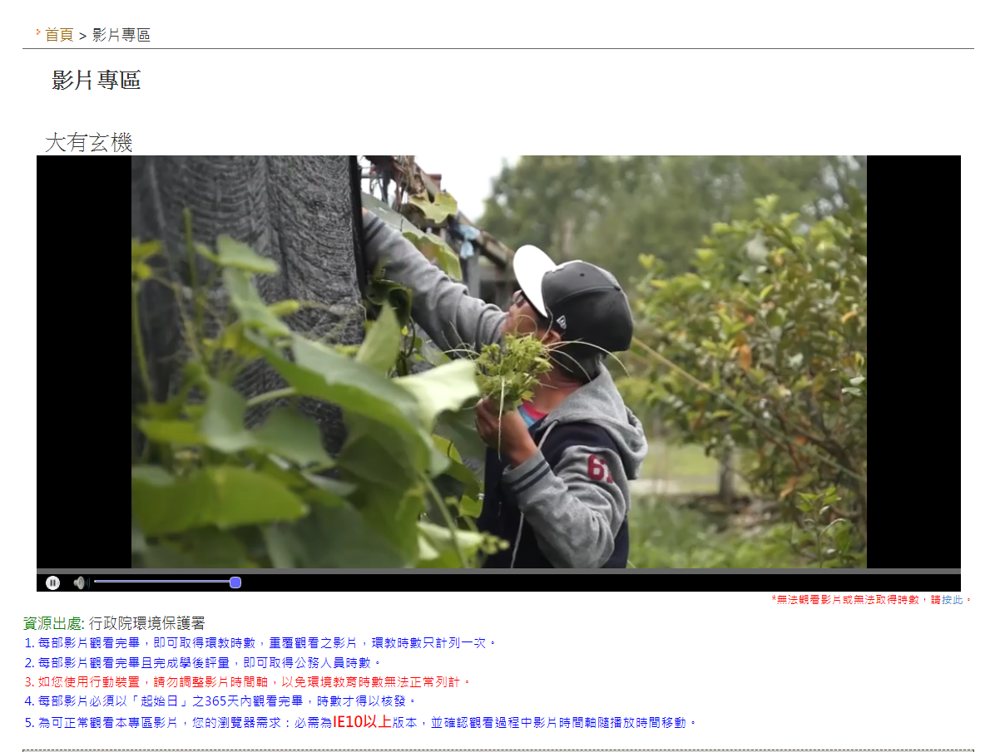 首頁 > 影片專區
影片專區
大有玄機
61
*無法觀看影片或無法取得時數，請按此。
資源出處: 行政院環境保護署
1. 每部影片觀看完畢，即可取得環教時數，重覆觀看之影片，環教時數只計列一次。
2. 每部影片觀看完畢且完成學後評量，即可取得公務人員時數。
3. 如您使用行動裝置，請勿調整影片時間軸，以免環境教育時數無法正常列計。
4. 每部影片必須以「起始日」之365天內觀看完畢，時數才得以核發。
5. 為可正常觀看本專區影片，您的瀏覽器需求：必需為IE10以上版本，並確認觀看過程中影片時間軸隨播放時間移動。